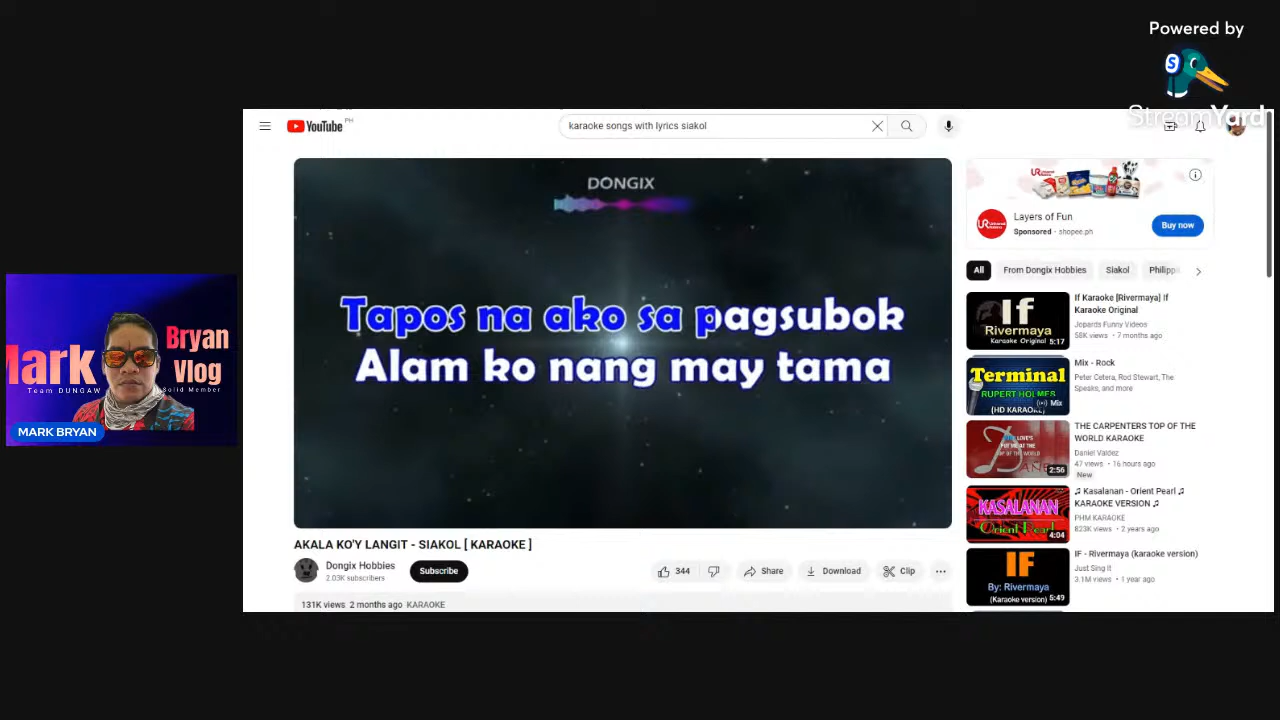 Powered by
StreamYard
YouTube PH
karaoke songs with lyrics siakol
DONGIX
Tapos na ako sa pagsubok
Alam ko nang may tama
AKALA KO'Y LANGIT - SIAKOL [ KARAOKE ]
Dongix Hobbies
2.03K subscribers
Subscribe
344
Share
Download
Clip
131K views 2 months ago KARAOKE
Mark
Bryan
Vlog
Team DUNGAW
Solid Member
MARK BRYAN
UR
Layers of Fun
Sponsored · shopee.ph
Buy now
All
From Dongix Hobbies
Siakol
If
Rivermaya
Karaoke Original
5:17
If Karaoke [Rivermaya] If
Karaoke Original
Jopards Funny Videos
58K views • 7 months ago
Terminal
RUPERT HOLMES
(HD KARAOKE)
Mix
Mix - Rock
Peter Cetera, Rod Stewart, The
Speaks, and more
2:56
THE CARPENTERS TOP OF THE
WORLD KARAOKE
Daniel Valdez
47 views • 16 hours ago
New
KASALANAN
Orient Pearl
4:04
♫ Kasalanan - Orient Pearl ♫
KARAOKE VERSION ♫
PHM KARAOKE
823K views • 2 years ago
IF
By: Rivermaya
(Karaoke version)
5:49
IF - Rivermaya (karaoke version)
Just Sing It
3.1M views • 1 year ago